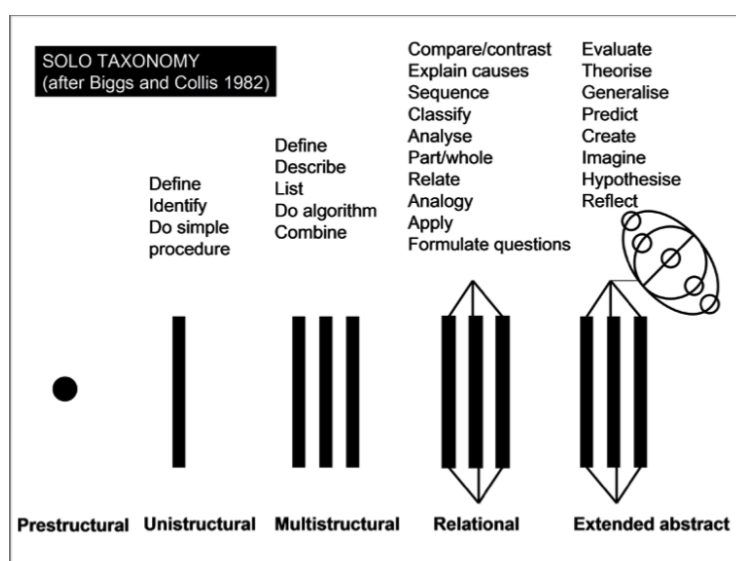 SOLO TAXONOMY
(after Biggs and Collis 1982)
Define
Identify
Do simple
procedure
Define
Describe
List
Do algorithm
Combine
Compare/contrast
Explain causes
Sequence
Classify
Analyse
Part/whole
Relate
Analogy
Apply
Formulate questions
Evaluate
Theorise
Generalise
Predict
Create
Imagine
Hypothesise
Reflect
Prestructural
Unistructural
Multistructural
Relational
Extended abstract